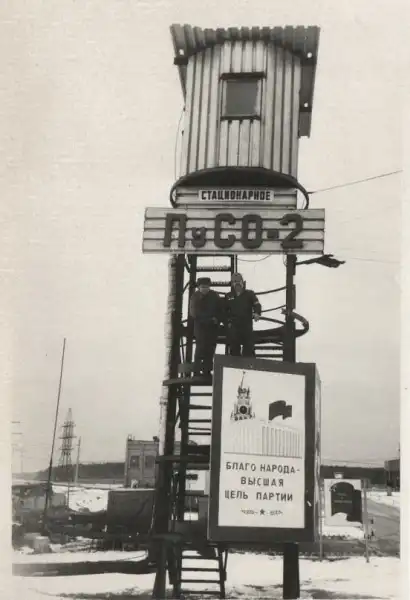 СТАЦИОНАРНОЕ
ПУСО-2
БЛАГО НАРОДА-
ВЫСШАЯ
ЦЕЛЬ ПАРТИИ